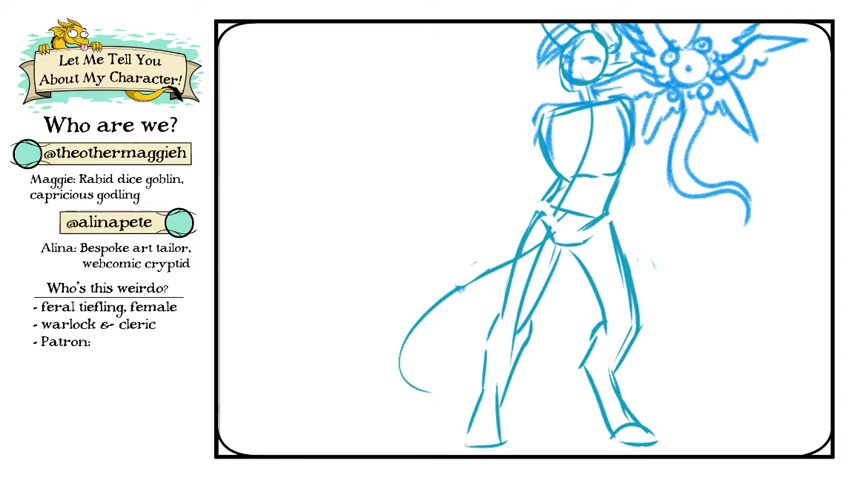 Let Me Tell You
About My Character!
Who are we?
@theothermaggieh
Maggie: Rabid dice goblin,
capricious godling
@alinapete
Alina: Bespoke art tailor,
webcomic cryptid
Who's this weirdo?
- feral tiefling, female
- warlock & cleric
- Patron: